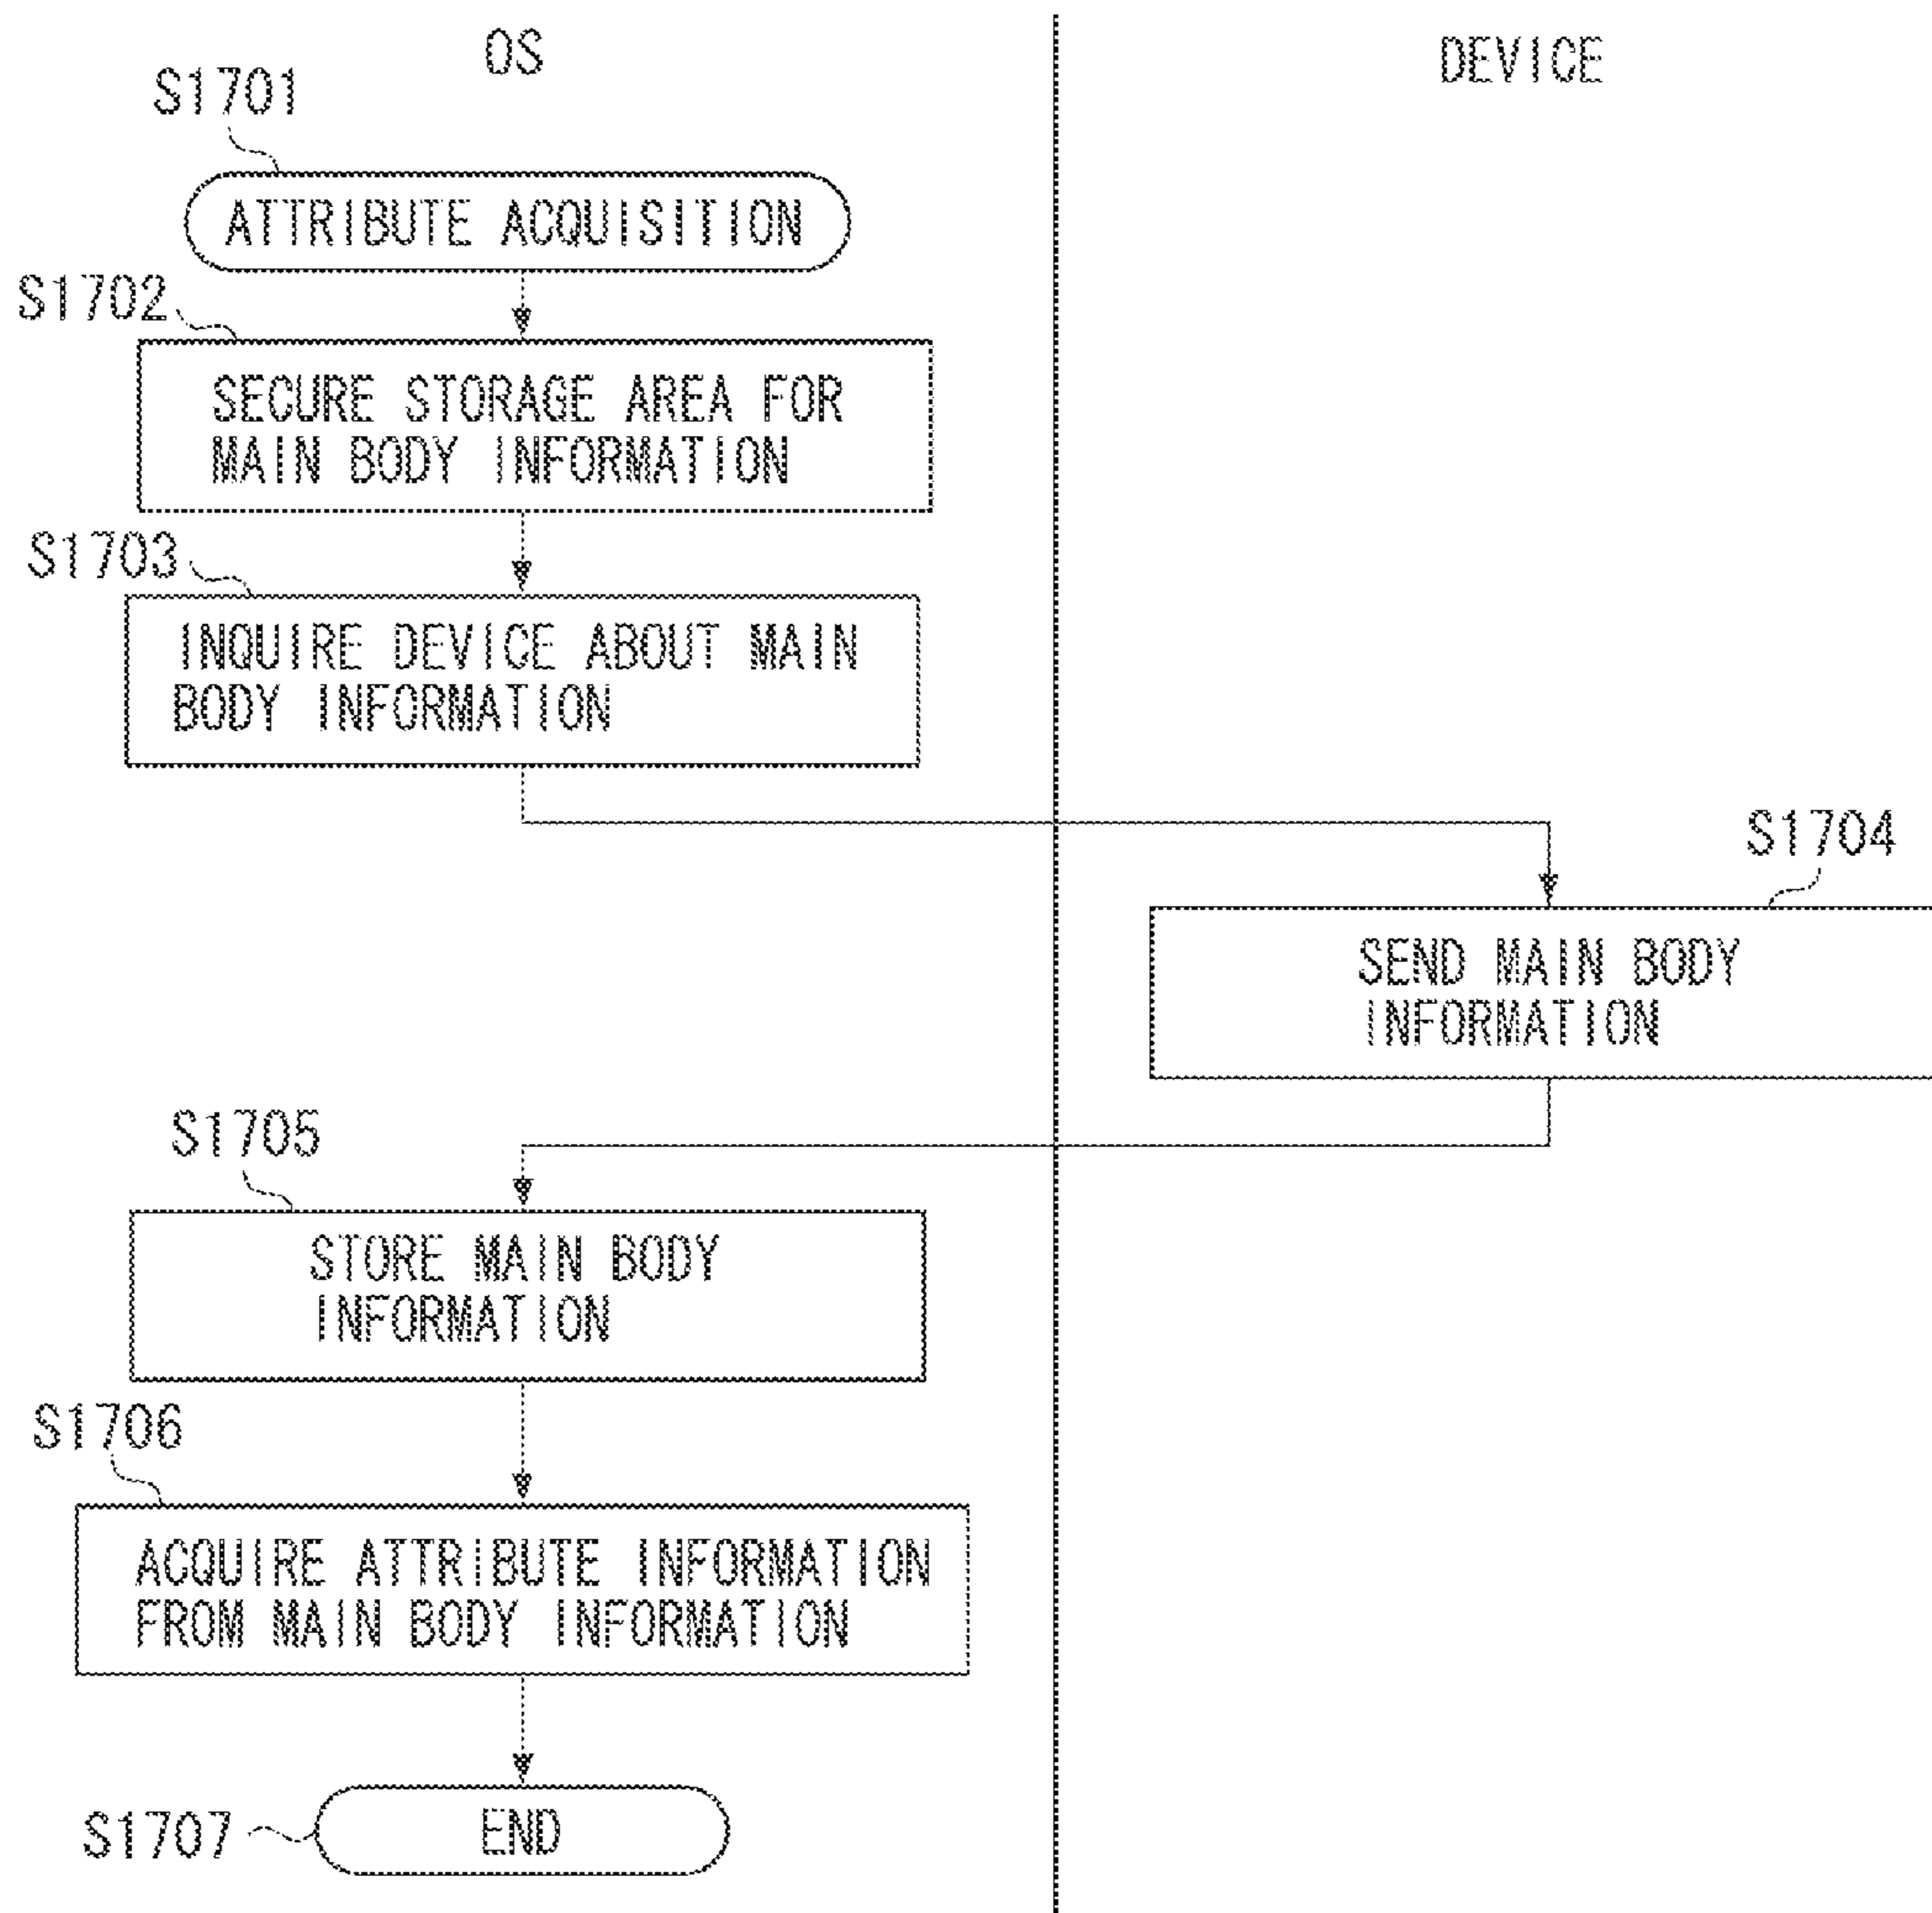 OS
DEVICE
S1701
ATTRIBUTE ACQUISITION
S1702
SECURE STORAGE AREA FOR
MAIN BODY INFORMATION
S1703
INQUIRE DEVICE ABOUT MAIN
BODY INFORMATION
S1704
SEND MAIN BODY
INFORMATION
S1705
STORE MAIN BODY
INFORMATION
S1706
ACQUIRE ATTRIBUTE INFORMATION
FROM MAIN BODY INFORMATION
S1707
END